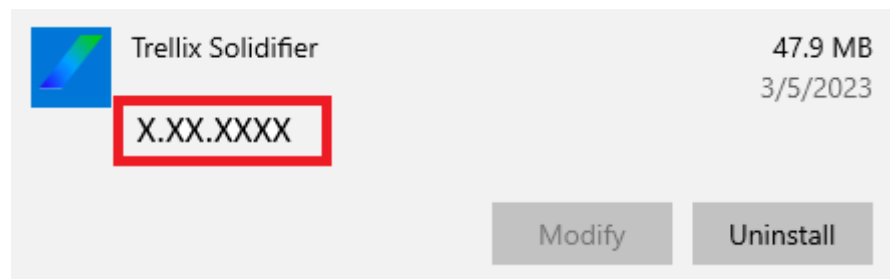 Trellix Solidifier 47.9 MB
3/5/2023
X.XX.XXXX
Modify Uninstall